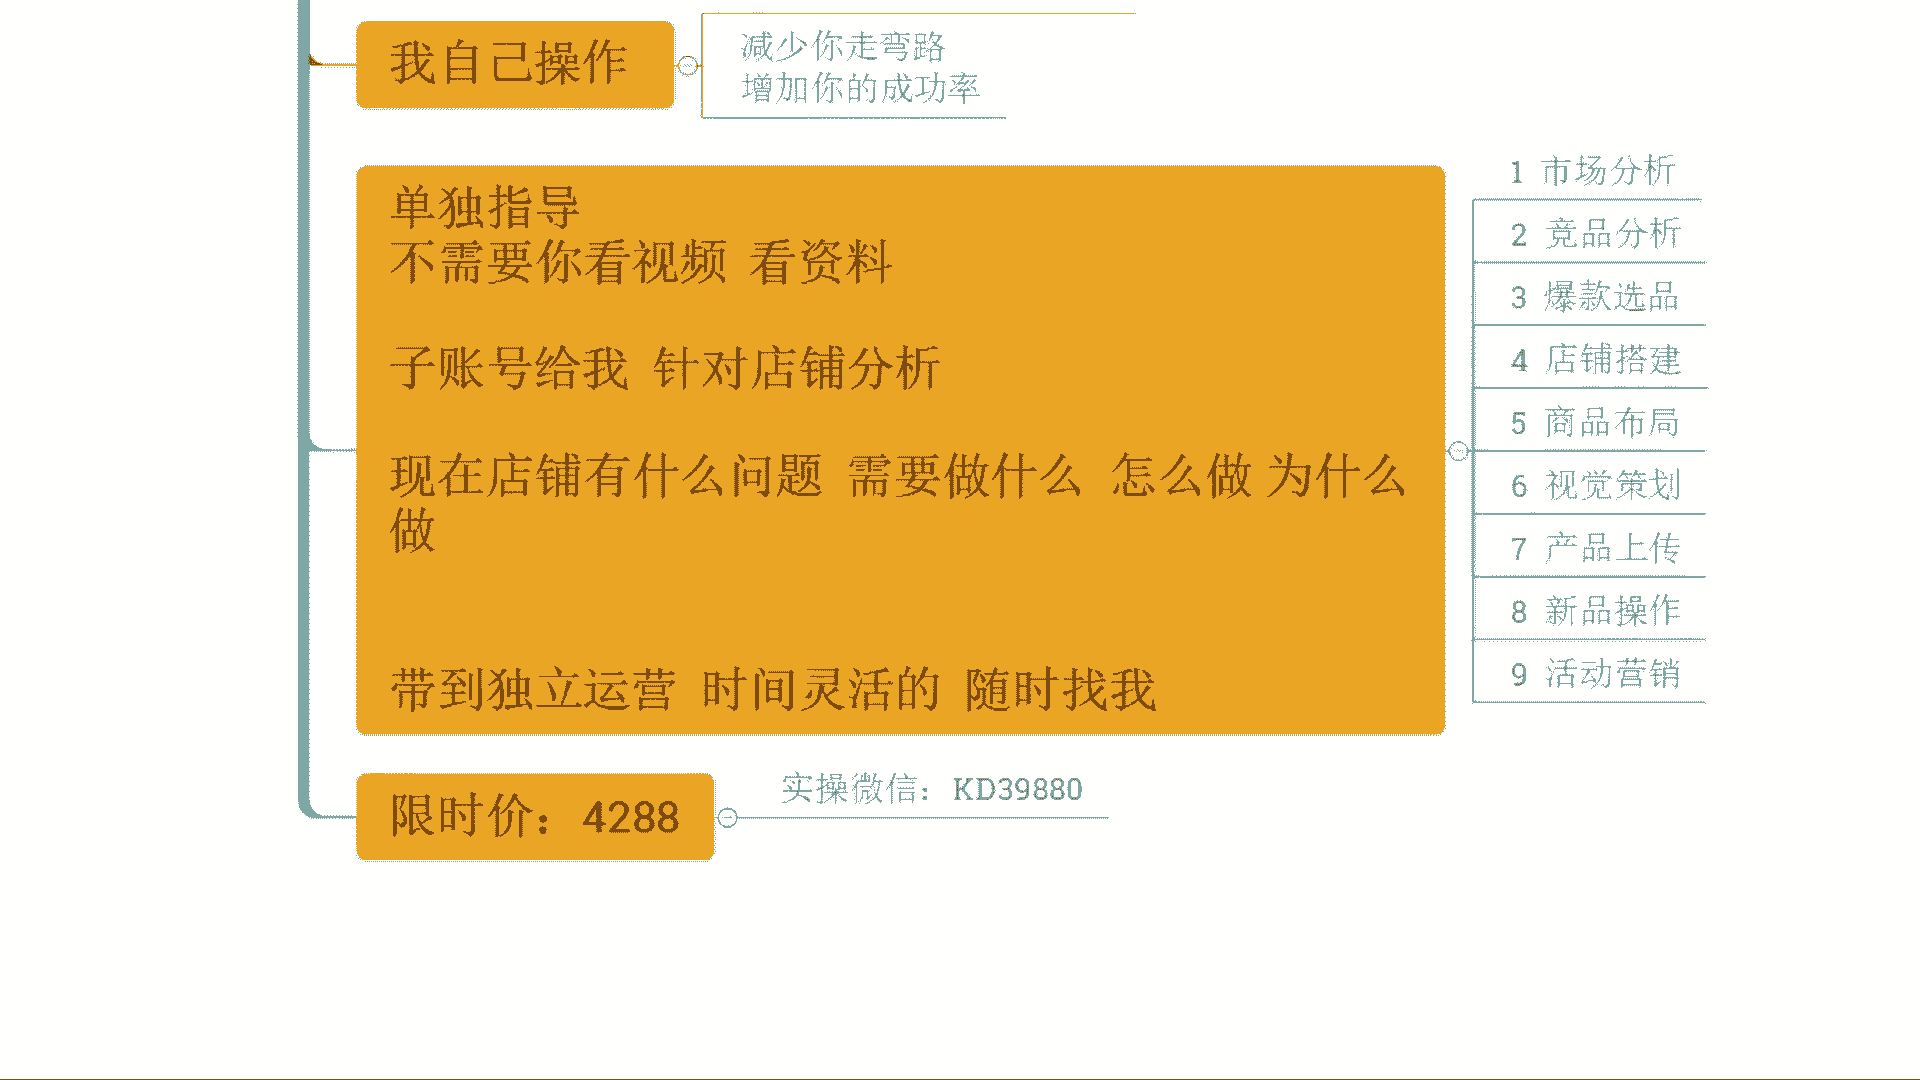 我自己操作
减少你走弯路
增加你的成功率
单独指导
不需要你看视频 看资料
子账号给我 针对店铺分析
现在店铺有什么问题 需要做什么 怎么做 为什么
做
带到独立运营 时间灵活的 随时找我
1 市场分析
2 竞品分析
3 爆款选品
4 店铺搭建
5 商品布局
6 视觉策划
7 产品上传
8 新品操作
9 活动营销
限时价：4288
实操微信：KD39880